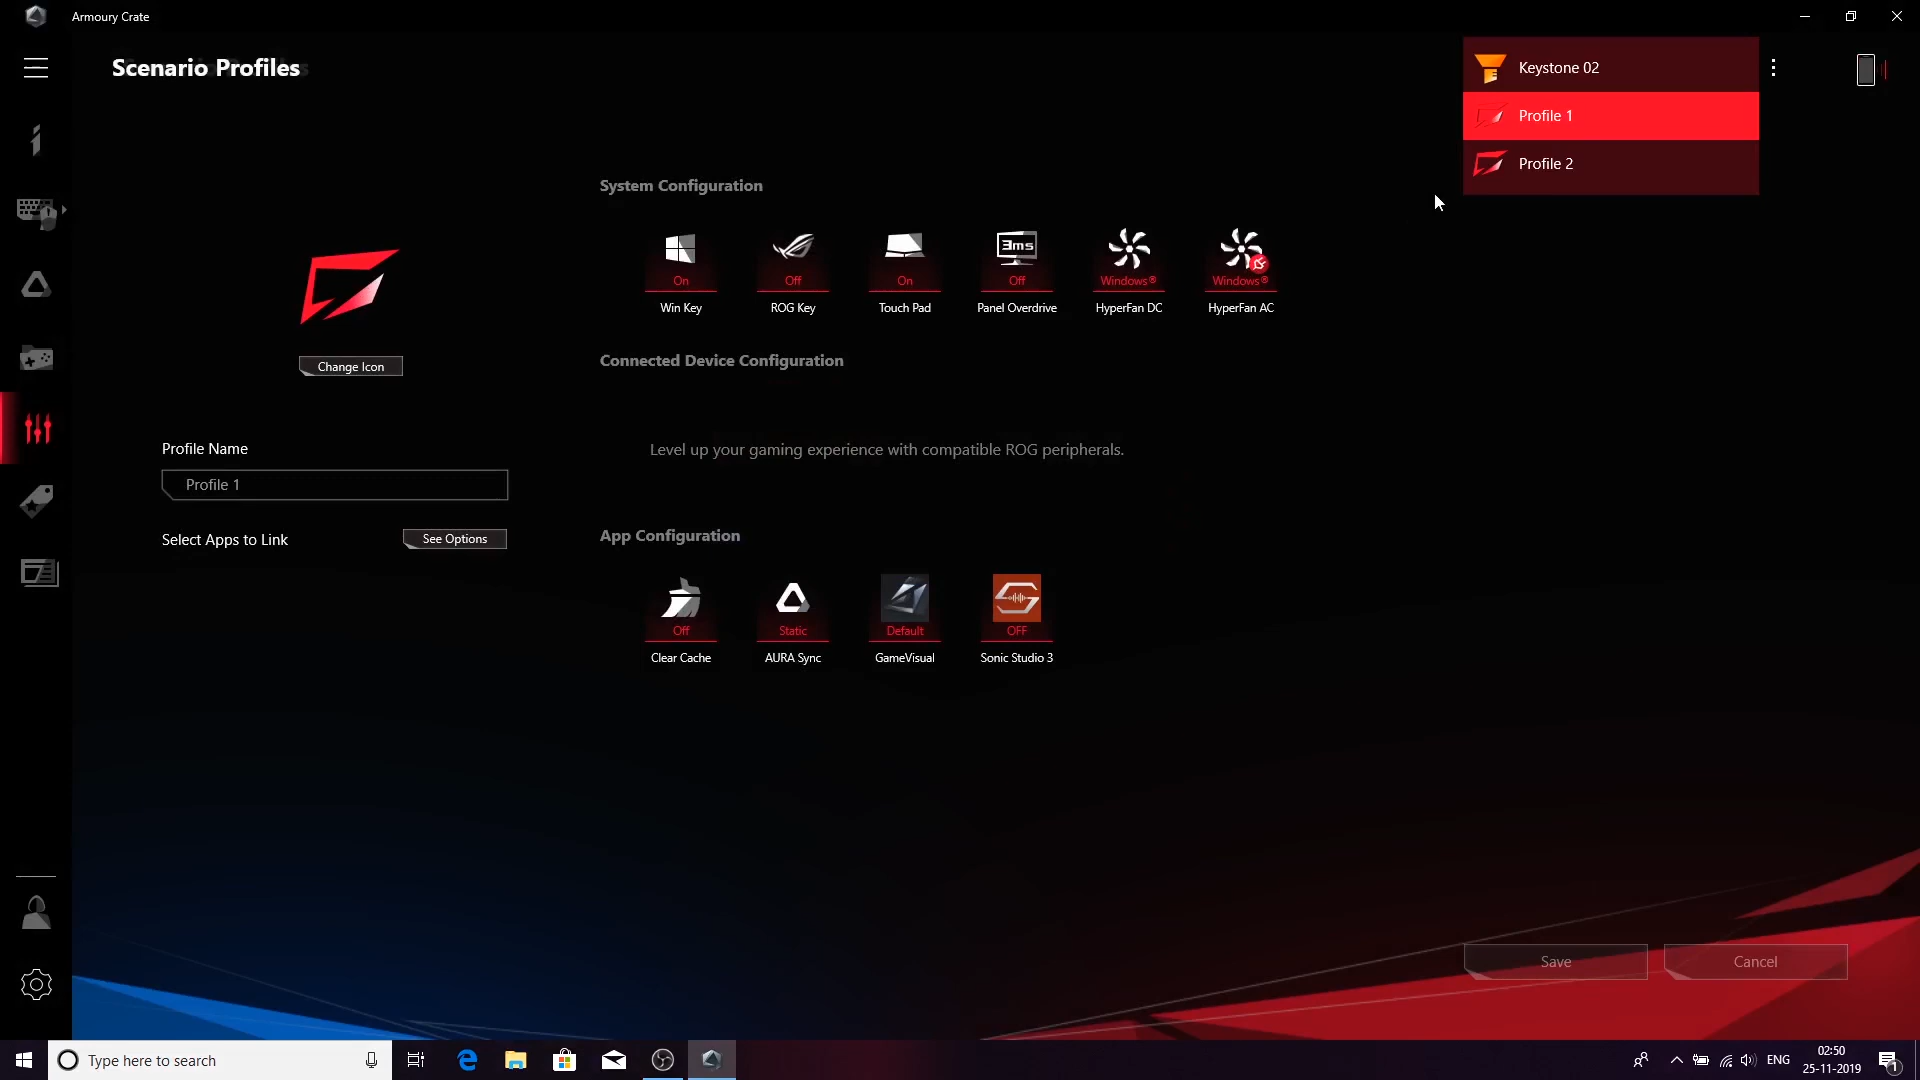 Armoury Crate
Scenario Profiles
Keystone 02
Profile 1
Profile 2
System Configuration
3ms
On
Off
On
Off
Windows®
Windows®
Win Key
ROG Key
Touch Pad
Panel Overdrive
HyperFan DC
HyperFan AC
Change Icon
Connected Device Configuration
Level up your gaming experience with compatible ROG peripherals.
Profile Name
Profile 1
Select Apps to Link
See Options
App Configuration
Off
Static
Default
OFF
Clear Cache
AURA Sync
GameVisual
Sonic Studio 3
Save
Cancel
Type here to search
ENG
02:50
25-11-2019
1